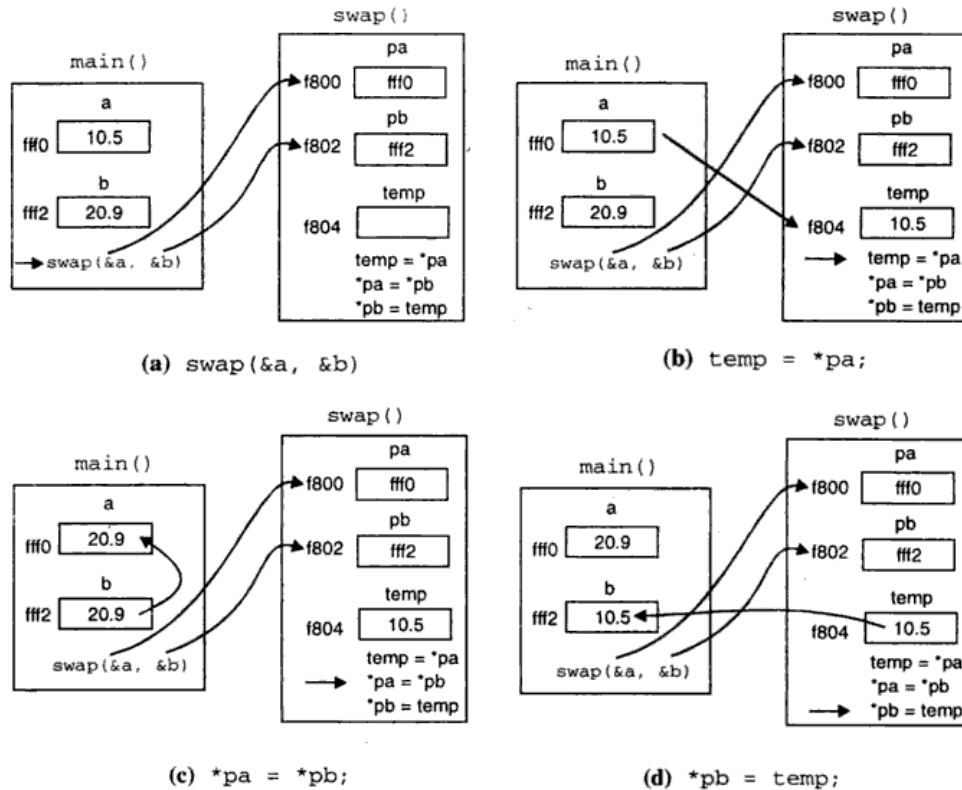 swap()
main()
pa
f800 fff0
a
fff0 10.5
pb
f802 fff2
b
fff2 20.9
temp
f804
swap(&a, &b)
temp = *pa
*pa = *pb
*pb = temp
(a) swap(&a, &b)
swap()
main()
pa
f800 fff0
a
fff0 10.5
pb
f802 fff2
b
fff2 20.9
temp
f804 10.5
swap(&a, &b)
temp = *pa
*pa = *pb
*pb = temp
(b) temp = *pa;
swap()
main()
pa
f800 fff0
a
fff0 20.9
pb
f802 fff2
b
fff2 20.9
temp
f804 10.5
swap(&a, &b)
temp = *pa
*pa = *pb
*pb = temp
(c) *pa = *pb;
swap()
main()
pa
f800 fff0
a
fff0 20.9
pb
f802 fff2
b
fff2 10.5
temp
f804 10.5
swap(&a, &b)
temp = *pa
*pa = *pb
*pb = temp
(d) *pb = temp;